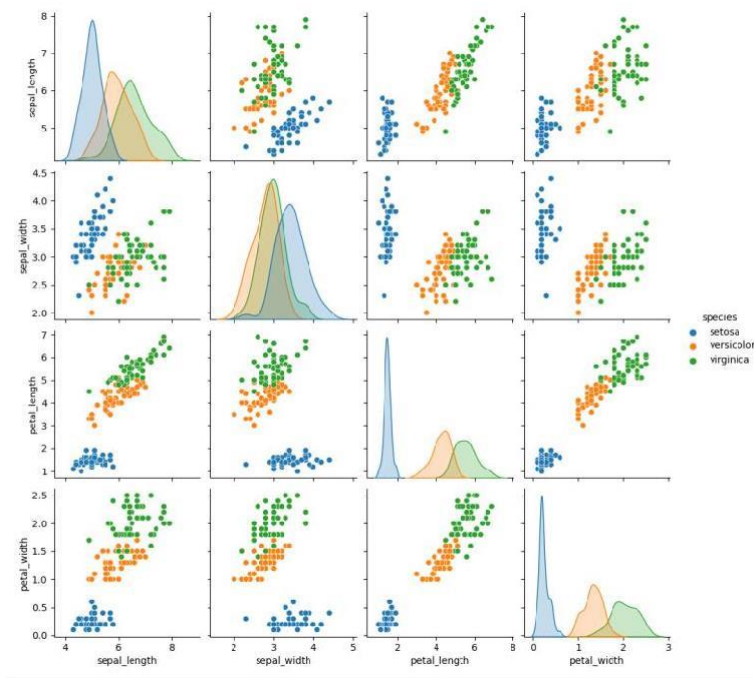 sepal_length
8
7
6
5
sepal_width
4.5
4.0
3.5
3.0
2.5
2.0
species
setosa
versicolor
virginica
petal_length
7
6
5
4
3
2
1
petal_width
2.5
2.0
1.5
1.0
0.5
0.0
4 6 8 2 3 4 5 2 4 6 8 0 1 2 3
sepal_length sepal_width petal_length petal_width